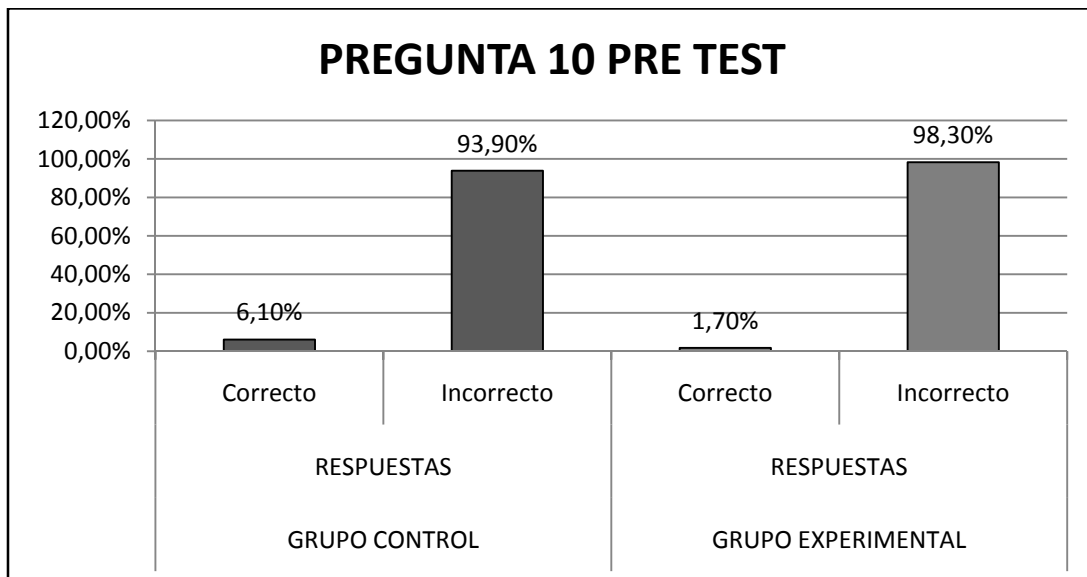 PREGUNTA 10 PRE TEST
120,00%
100,00%
80,00%
60,00%
40,00%
20,00%
0,00%
6,10%
93,90%
1,70%
98,30%
Correcto
Incorrecto
Correcto
Incorrecto
RESPUESTAS
RESPUESTAS
GRUPO CONTROL
GRUPO EXPERIMENTAL